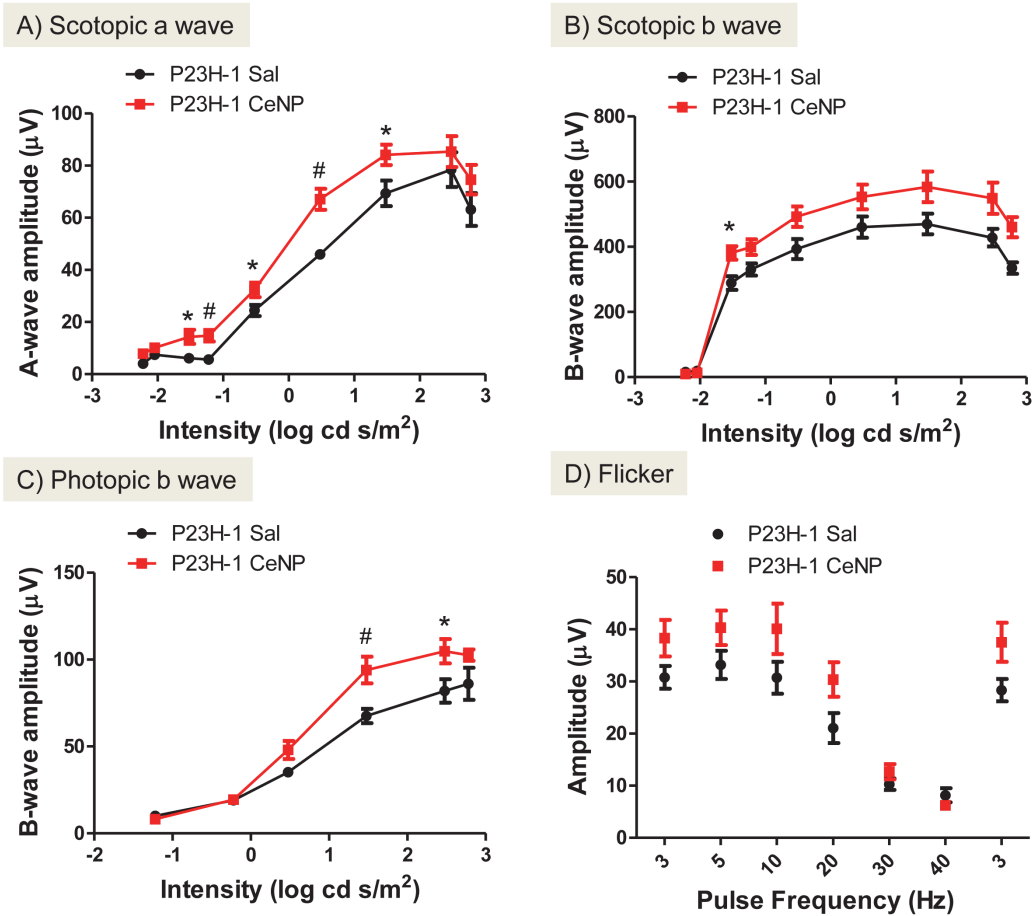 A) Scotopic a wave
P23H-1 Sal
P23H-1 CeNP
A-wave amplitude (μV)
100
80
60
40
20
0
* # * # *
-3 -2 -1 0 1 2 3
Intensity (log cd s/m²)
B) Scotopic b wave
P23H-1 Sal
P23H-1 CeNP
B-wave amplitude (μV)
800
600
400
200
0
*
-3 -2 -1 0 1 2 3
Intensity (log cd s/m²)
C) Photopic b wave
P23H-1 Sal
P23H-1 CeNP
B-wave amplitude (μV)
150
100
50
0
# *
-2 -1 0 1 2 3
Intensity (log cd s/m²)
D) Flicker
P23H-1 Sal
P23H-1 CeNP
Amplitude (μV)
50
40
30
20
10
0
3 5 10 20 30 40 3
Pulse Frequency (Hz)